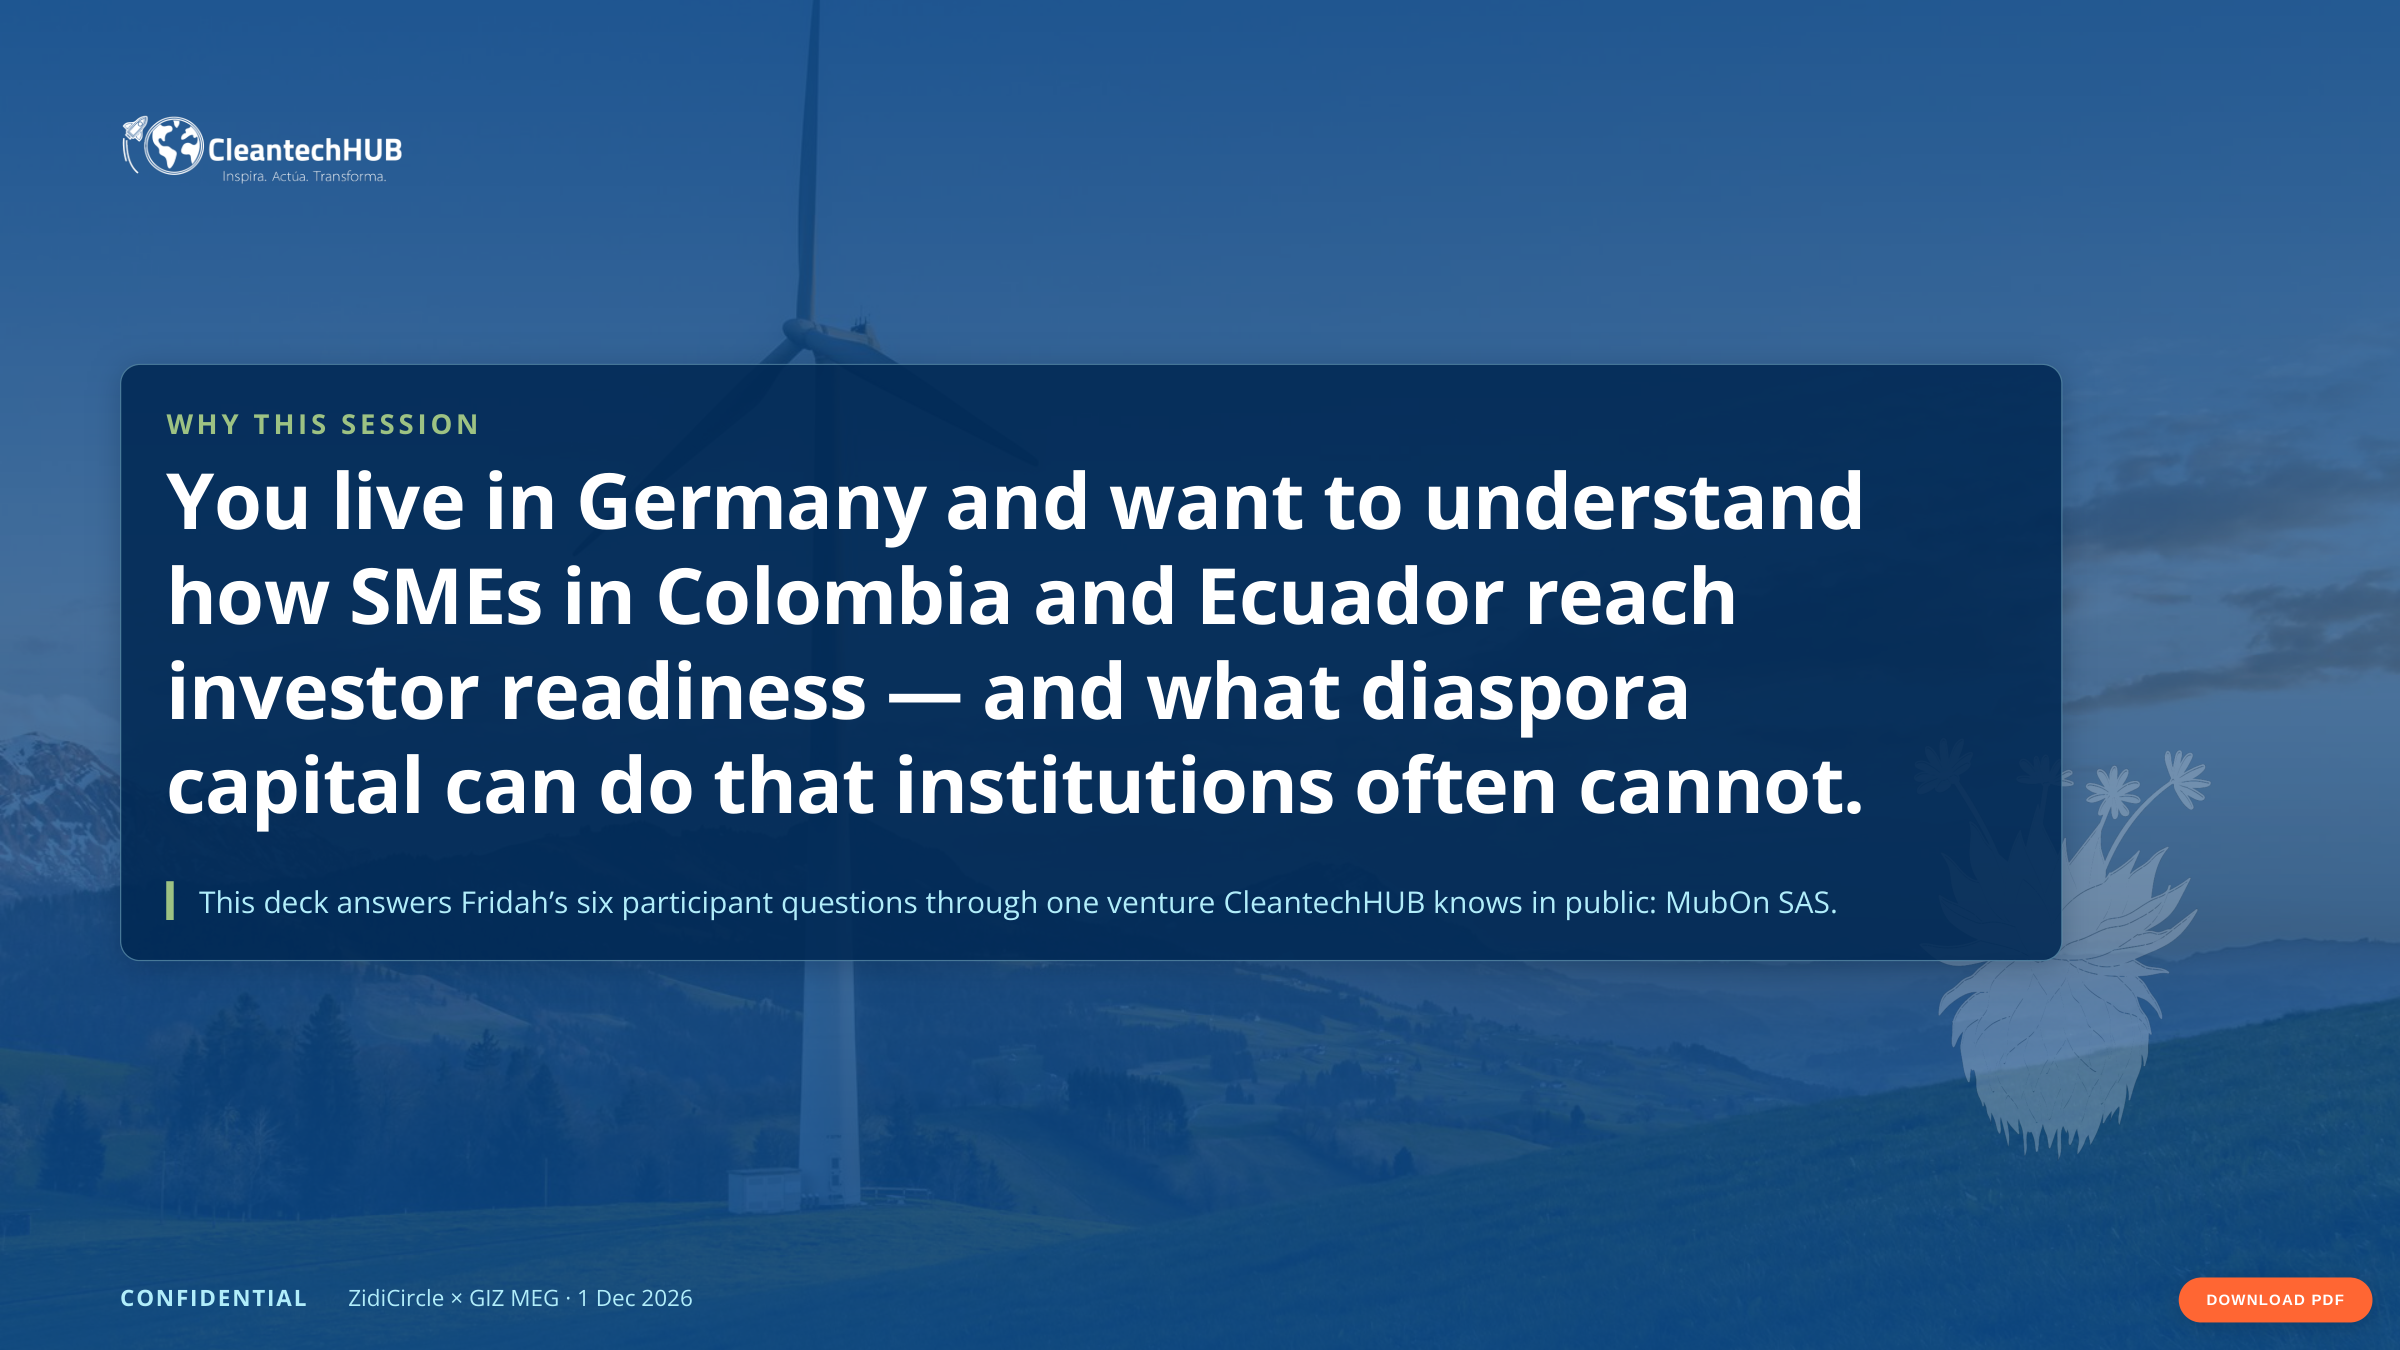 CleantechHUB
Inspira. Actúa. Transforma.
WHY THIS SESSION
You live in Germany and want to understand
how SMEs in Colombia and Ecuador reach
investor readiness — and what diaspora
capital can do that institutions often cannot.
This deck answers Fridah’s six participant questions through one venture CleantechHUB knows in public: MubOn SAS.
CONFIDENTIAL ZidiCircle × GIZ MEG · 1 Dec 2026
DOWNLOAD PDF